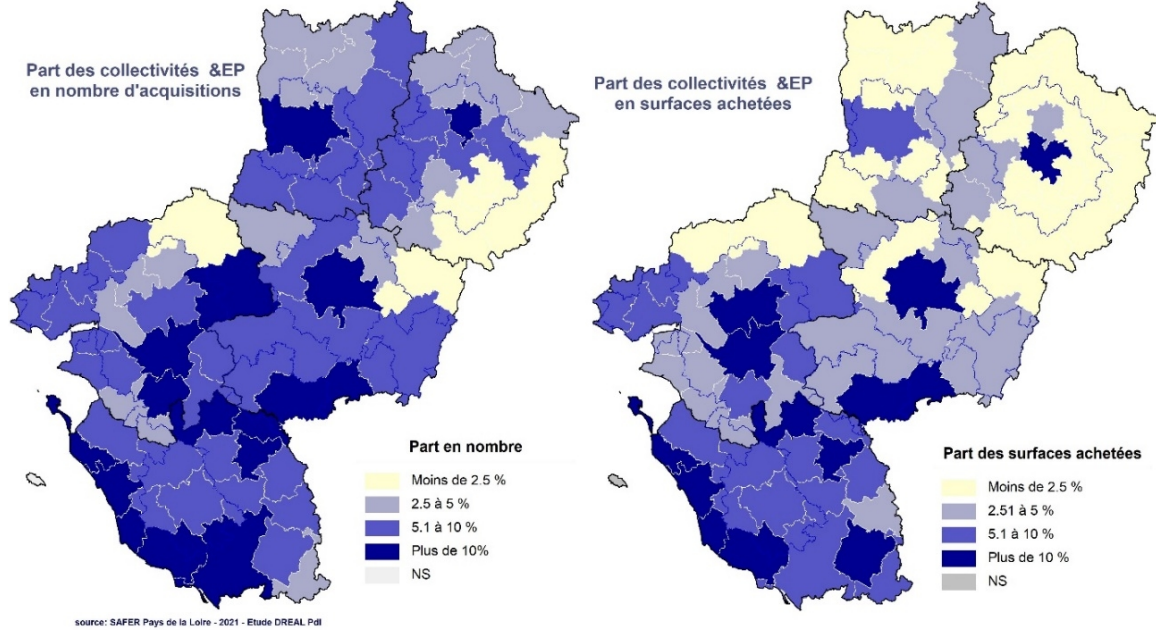 Part des collectivités &EP
en nombre d'acquisitions
Part des collectivités &EP
en surfaces achetées
Part en nombre
Moins de 2.5 %
2.5 à 5 %
5.1 à 10 %
Plus de 10%
NS
Part des surfaces achetées
Moins de 2.5 %
2.51 à 5 %
5.1 à 10 %
Plus de 10 %
NS
source: SAFER Pays de la Loire - 2021 - Etude DREAL Pdl